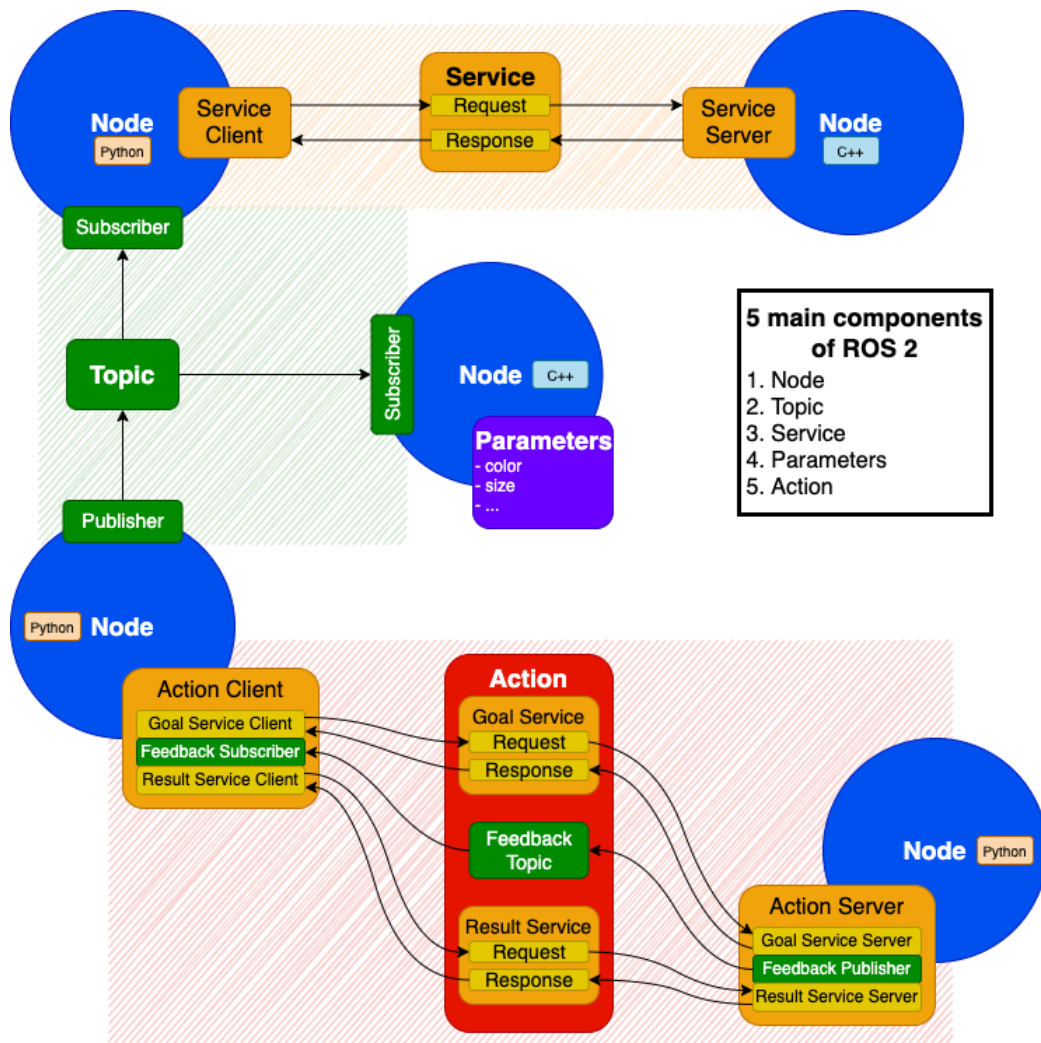 Service
Request
Response
Service
Client
Service
Server
Node
Python
Node
C++
Subscriber
Topic
Subscriber
Node
C++
Parameters
- color
- size
- ...
5 main components
of ROS 2
1. Node
2. Topic
3. Service
4. Parameters
5. Action
Publisher
Python
Node
Action Client
Goal Service Client
Feedback Subscriber
Result Service Client
Action
Goal Service
Request
Response
Feedback
Topic
Result Service
Request
Response
Node
Python
Action Server
Goal Service Server
Feedback Publisher
Result Service Server